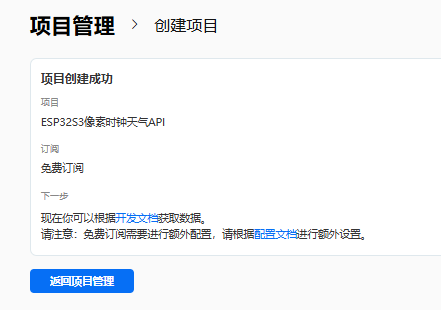 项目管理 > 创建项目
项目创建成功
项目
ESP32S3像素时钟天气API
订阅
免费订阅
下一步
现在你可以根据开发文档获取数据。
请注意：免费订阅需要进行额外配置，请根据配置文档进行额外设置。
返回项目管理